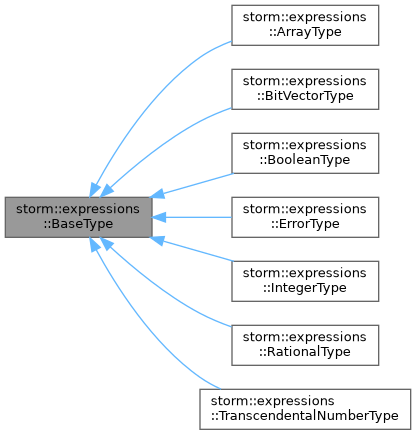 storm::expressions
::ArrayType
storm::expressions
::BitVectorType
storm::expressions
::BooleanType
storm::expressions
::BaseType
storm::expressions
::ErrorType
storm::expressions
::IntegerType
storm::expressions
::RationalType
storm::expressions
::TranscendentalNumberType